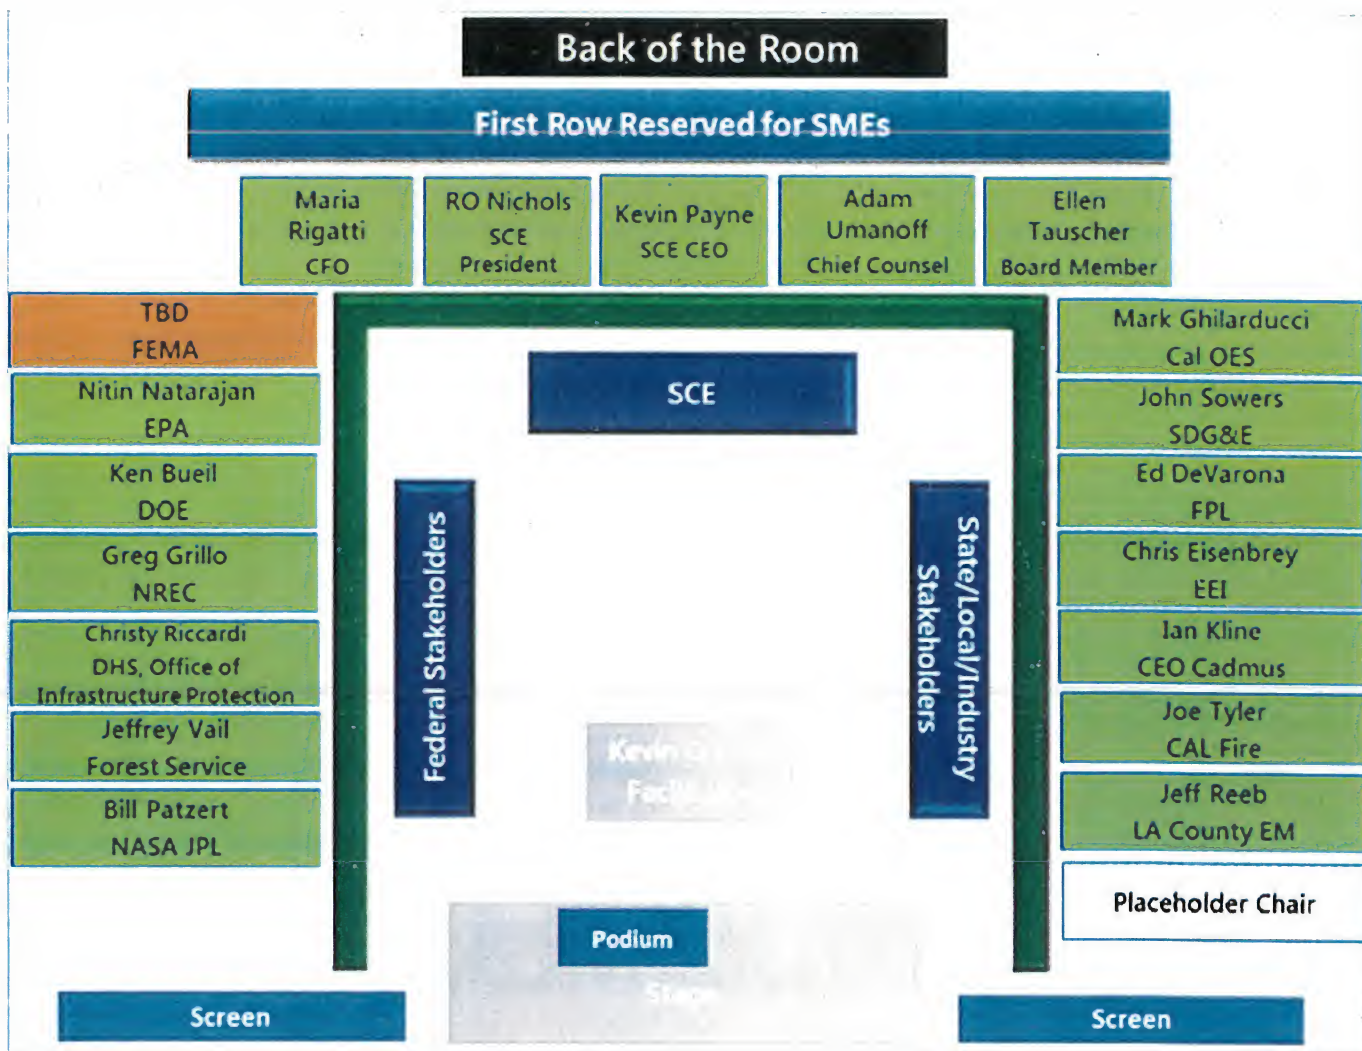 Back of the Room
First Row Reserved for SMEs
Maria
Rigatti
CFO
RO Nichols
SCE
President
Kevin Payne
SCE CEO
Adam
Umanoff
Chief Counsel
Ellen
Tauscher
Board Member
TBD
FEMA
Nitin Natarajan
EPA
Ken Bueil
DOE
Greg Grillo
NREC
Christy Riccardi
DHS, Office of
Infrastructure Protection
Jeffrey Vail
Forest Service
Bill Patzert
NASA JPL
SCE
Federal Stakeholders
State/Local/Industry
Stakeholders
Mark Ghilarducci
Cal OES
John Sowers
SDG&E
Ed DeVarona
FPL
Chris Eisenbrey
EEI
Ian Kline
CEO Cadmus
Joe Tyler
CAL Fire
Jeff Reeb
LA County EM
Placeholder Chair
Kevin
Podium
Stage
Screen
Screen